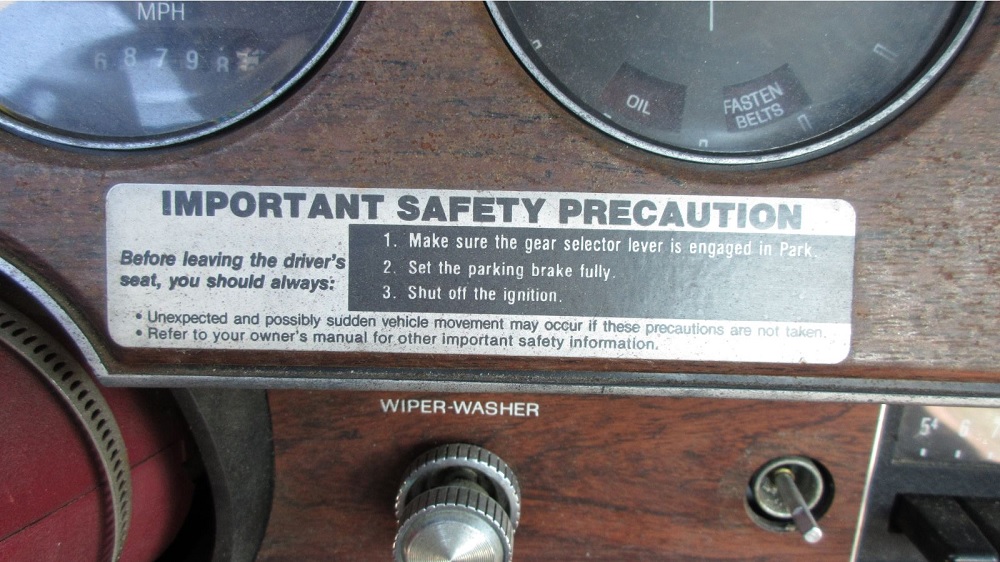 MPH
6 8 7 9
OIL
FASTEN
BELTS
IMPORTANT SAFETY PRECAUTION
Before leaving the driver's
seat, you should always:
1. Make sure the gear selector lever is engaged in Park.
2. Set the parking brake fully.
3. Shut off the ignition.
• Unexpected and possibly sudden vehicle movement may occur if these precautions are not taken.
• Refer to your owner's manual for other important safety information.
WIPER-WASHER
54 6